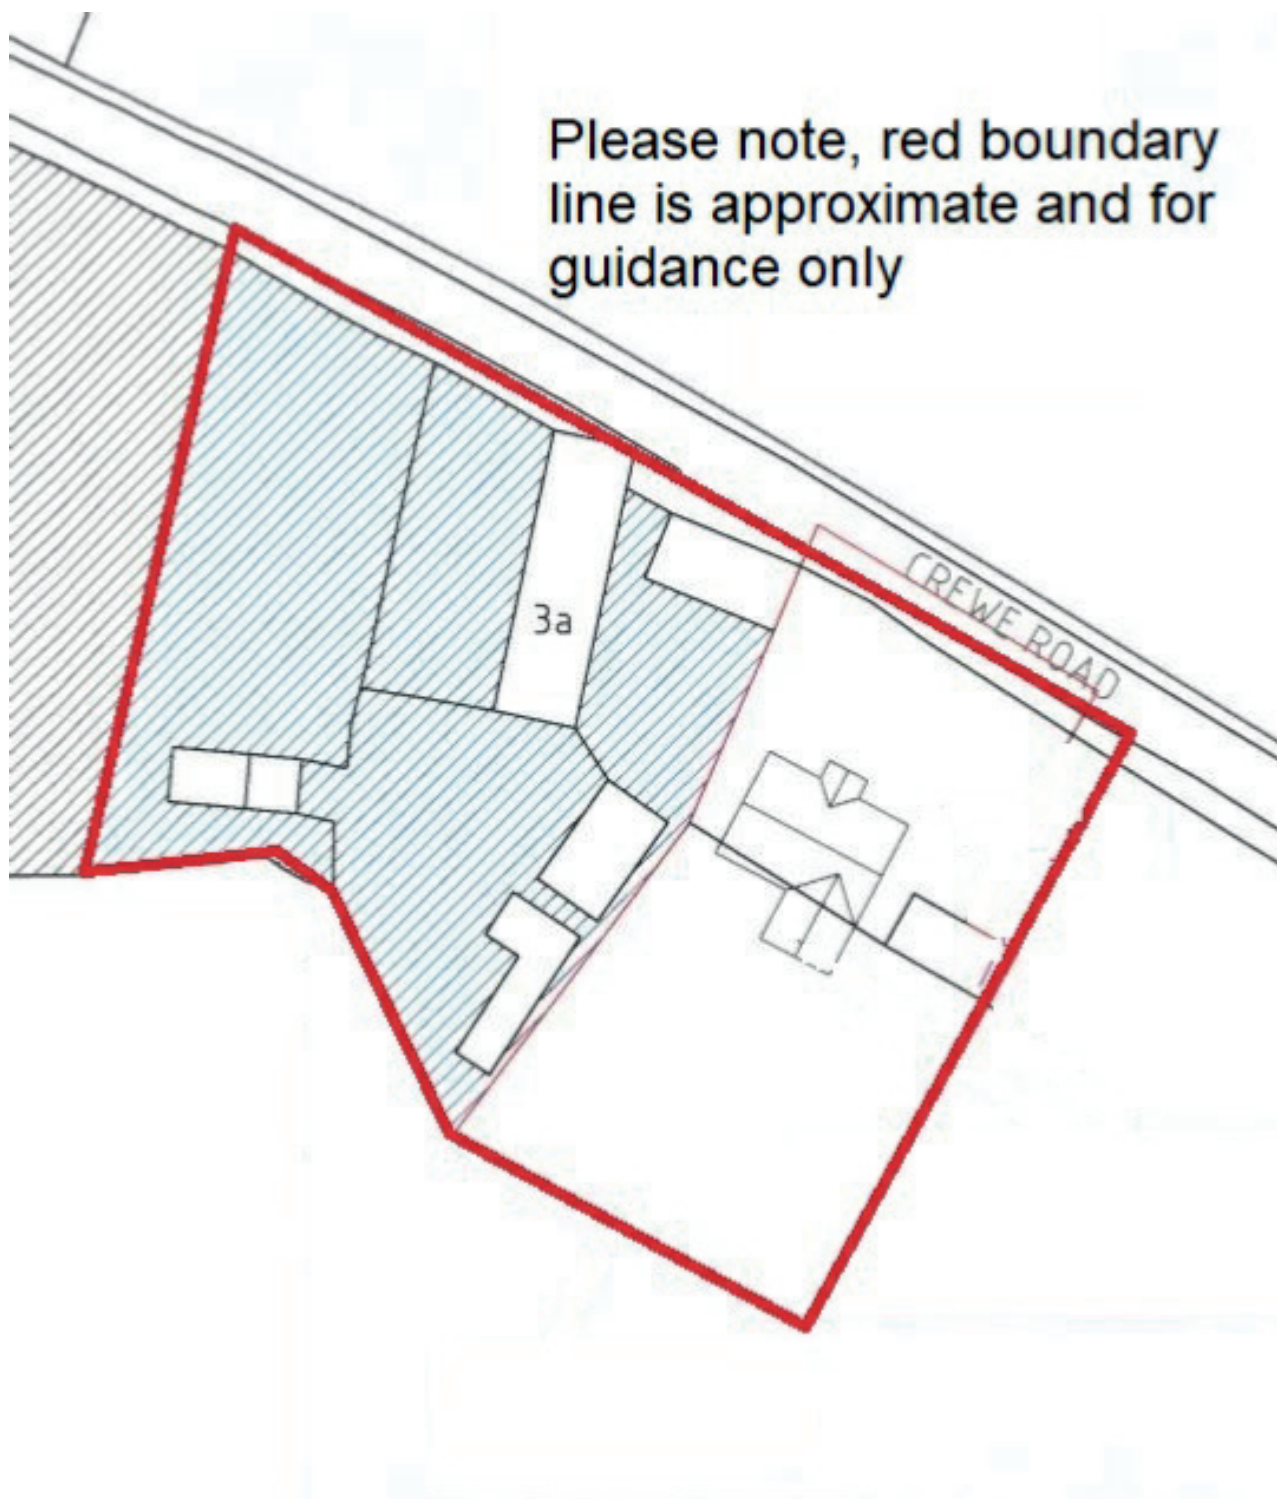 Please note, red boundary
line is approximate and for
guidance only
CREWE ROAD
3a